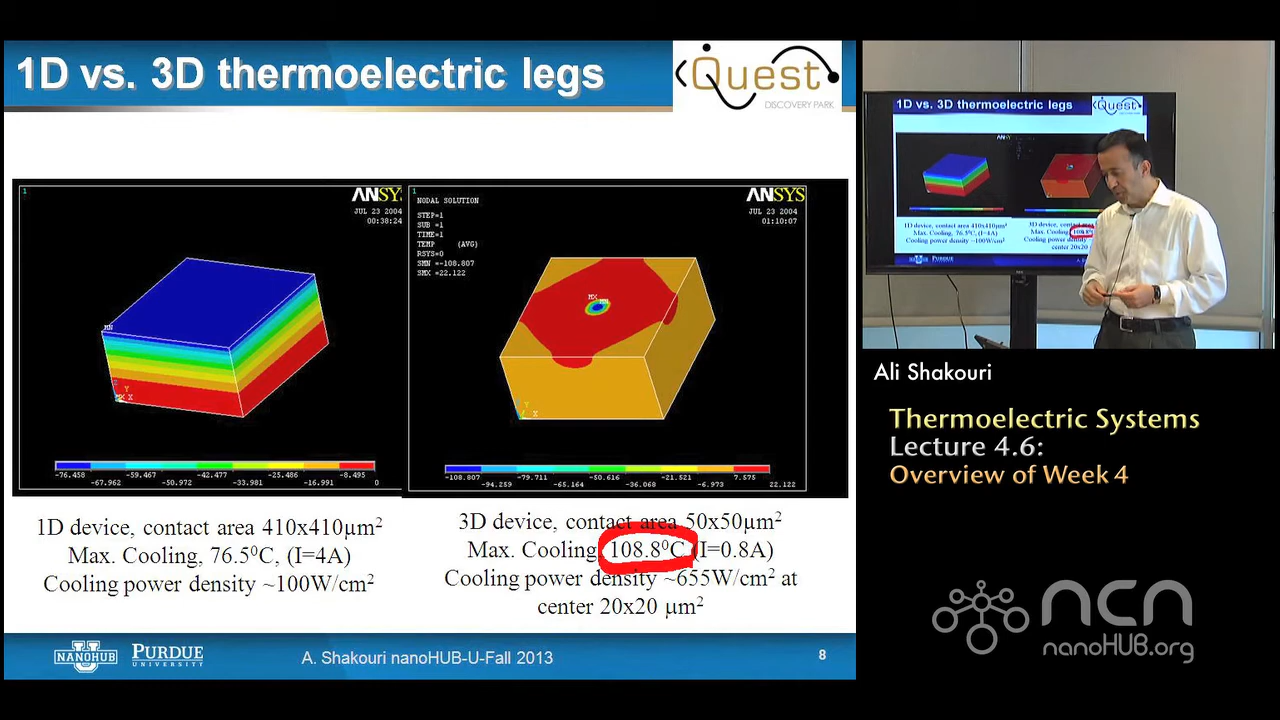 1D vs. 3D thermoelectric legs
Quest
DISCOVERY PARK
1
ANSYS
JUL 23 2004
00:38:24
MN
Y
X
-76.458
-59.467
-42.477
-25.486
-8.495
-67.962
-50.972
-33.981
-16.991
0
1
NODAL SOLUTION
STEP=1
SUB =1
TIME=1
TEMP (AVG)
RSYS=0
SMN =-108.807
SMX =22.122
ANSYS
JUL 23 2004
01:10:07
MX
MN
Y
X
-108.807
-79.711
-50.616
-21.521
7.575
-94.259
-65.164
-36.068
-6.973
22.122
1D device, contact area 410x410µm²
Max. Cooling, 76.5⁰C, (I=4A)
Cooling power density ~100W/cm²
3D device, contact area 50x50µm²
Max. Cooling, 108.8⁰C, (I=0.8A)
Cooling power density ~655W/cm² at
center 20x20 µm²
NANOHUB
U
PURDUE
UNIVERSITY
A. Shakouri nanoHUB-U-Fall 2013
8
1D vs. 3D thermoelectric legs
Quest
1D device, contact area 410x410µm²
Max. Cooling, 76.5⁰C, (I=4A)
Cooling power density ~100W/cm²
3D device, contact
Max. Cooling, 108.8⁰
Cooling power density
center 20x20
PURDUE
Ali Shakouri
Thermoelectric Systems
Lecture 4.6:
Overview of Week 4
ncn
nanoHUB.org